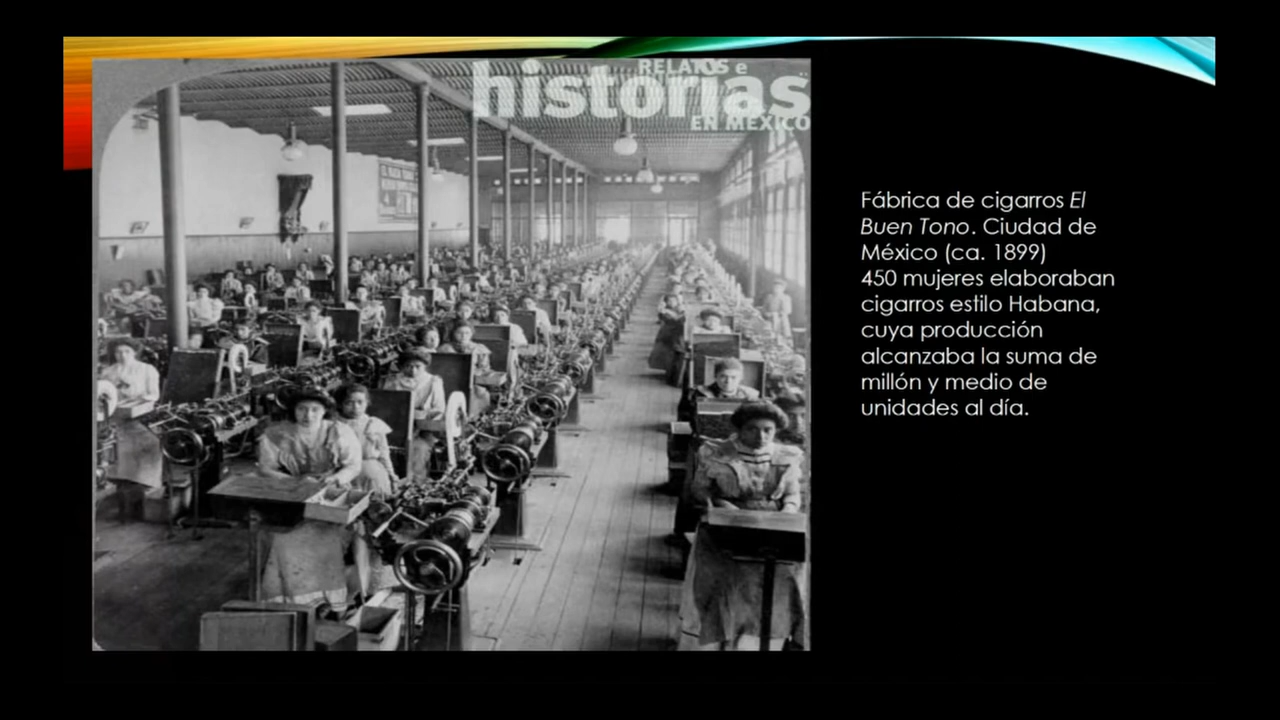 RELATOS e
historias
EN MÉXICO
Fábrica de cigarros El
Buen Tono. Ciudad de
México (ca. 1899)
450 mujeres elaboraban
cigarros estilo Habana,
cuya producción
alcanzaba la suma de
millón y medio de
unidades al día.